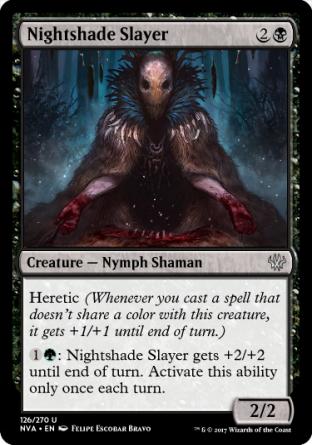 Nightshade Slayer 2
Creature — Nymph Shaman
Heretic (Whenever you cast a spell that
doesn't share a color with this creature,
it gets +1/+1 until end of turn.)
1 : Nightshade Slayer gets +2/+2
until end of turn. Activate this ability
only once each turn.
2/2
126/270 U
NVA • EN Felipe Escobar Bravo
™ & © 2017 Wizards of the Coast